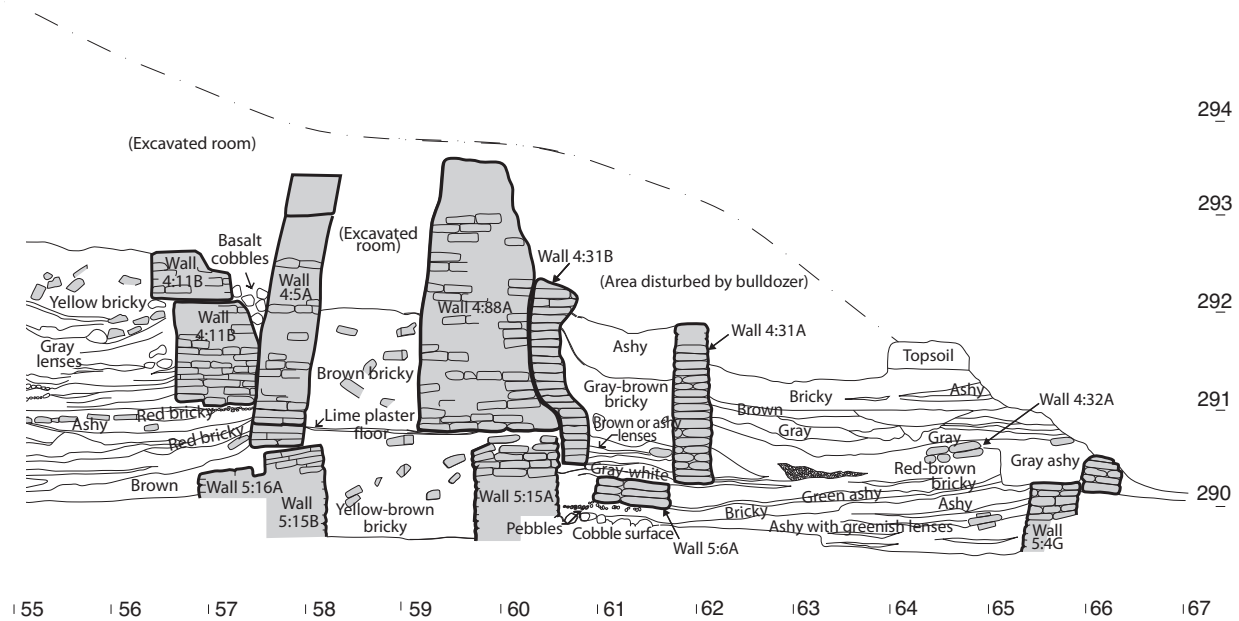 294
(Excavated room)
293
Basalt
cobbles
(Excavated
room)
Wall 4:31B
Wall
4:11B
Wall
4:5A
(Area disturbed by bulldozer)
292
Yellow bricky
Wall 4:88A
Wall
4:11B
Wall 4:31A
Gray
lenses
Ashy
Topsoil
Brown bricky
Gray-brown
bricky
Bricky
Ashy
Wall 4:32A
291
Red bricky
Lime plaster
floor
Brown
Ashy
Brown or ashy
lenses
Gray
Red bricky
Gray
Gray ashy
Gray-white
Red-brown
bricky
Brown
Wall 5:16A
Wall 5:15A
Green ashy
290
Wall
5:15B
Yellow-brown
bricky
Bricky
Ashy
Pebbles
Cobble surface
Ashy with greenish lenses
Wall
5:4G
Wall 5:6A
55 56 57 58 59 60 61 62 63 64 65 66 67